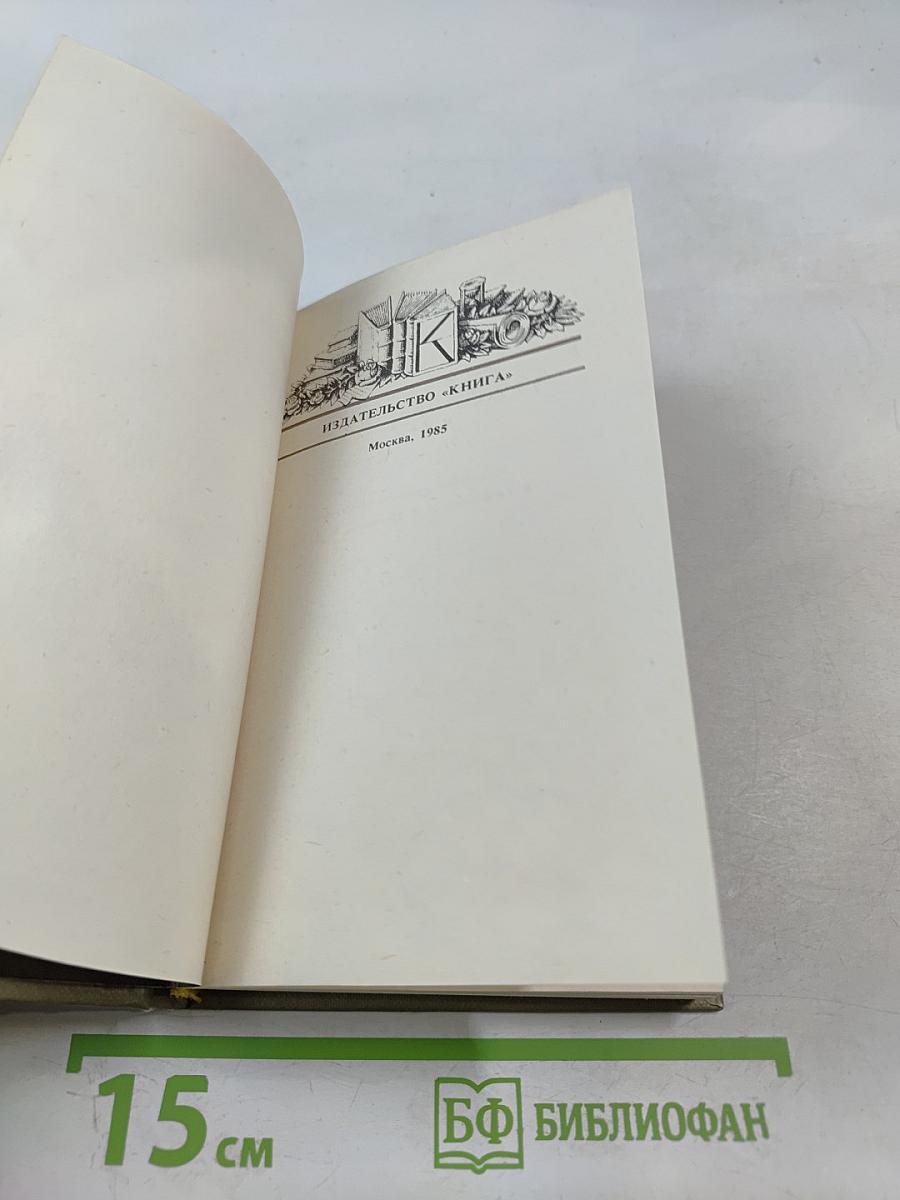 К
ИЗДАТЕЛЬСТВО «КНИГА»
Москва, 1985
15 см
БФ БИБЛИОФАН